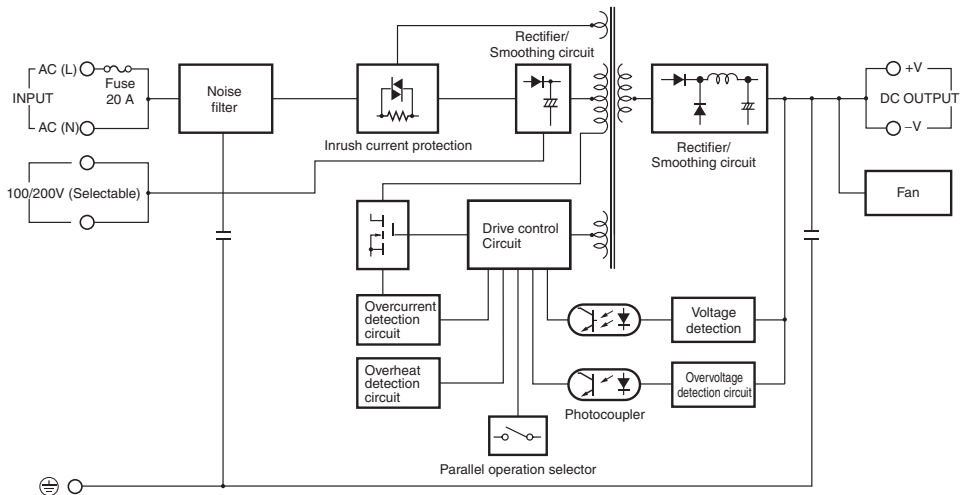 Rectifier/
Smoothing circuit
AC (L)
Fuse
20 A
INPUT
AC (N)
Noise
filter
Inrush current protection
Rectifier/
Smoothing circuit
+V
DC OUTPUT
−V
100/200V (Selectable)
Fan
Drive control
Circuit
Overcurrent
detection
circuit
Voltage
detection
Overheat
detection
circuit
Overvoltage
detection circuit
Photocoupler
Parallel operation selector